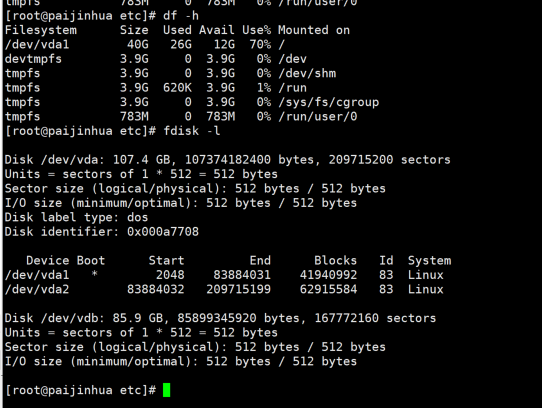 tmpfs 783M 0 783M 0% /run/user/0
[root@paijinhua etc]# df -h
Filesystem Size Used Avail Use% Mounted on
/dev/vda1 40G 26G 12G 70% /
devtmpfs 3.9G 0 3.9G 0% /dev
tmpfs 3.9G 0 3.9G 0% /dev/shm
tmpfs 3.9G 620K 3.9G 1% /run
tmpfs 3.9G 0 3.9G 0% /sys/fs/cgroup
tmpfs 783M 0 783M 0% /run/user/0
[root@paijinhua etc]# fdisk -l
Disk /dev/vda: 107.4 GB, 107374182400 bytes, 209715200 sectors
Units = sectors of 1 * 512 = 512 bytes
Sector size (logical/physical): 512 bytes / 512 bytes
I/O size (minimum/optimal): 512 bytes / 512 bytes
Disk label type: dos
Disk identifier: 0x000a7708
Device Boot Start End Blocks Id System
/dev/vda1 * 2048 83884031 41940992 83 Linux
/dev/vda2 83884032 209715199 62915584 83 Linux
Disk /dev/vdb: 85.9 GB, 85899345920 bytes, 167772160 sectors
Units = sectors of 1 * 512 = 512 bytes
Sector size (logical/physical): 512 bytes / 512 bytes
I/O size (minimum/optimal): 512 bytes / 512 bytes
[root@paijinhua etc]#